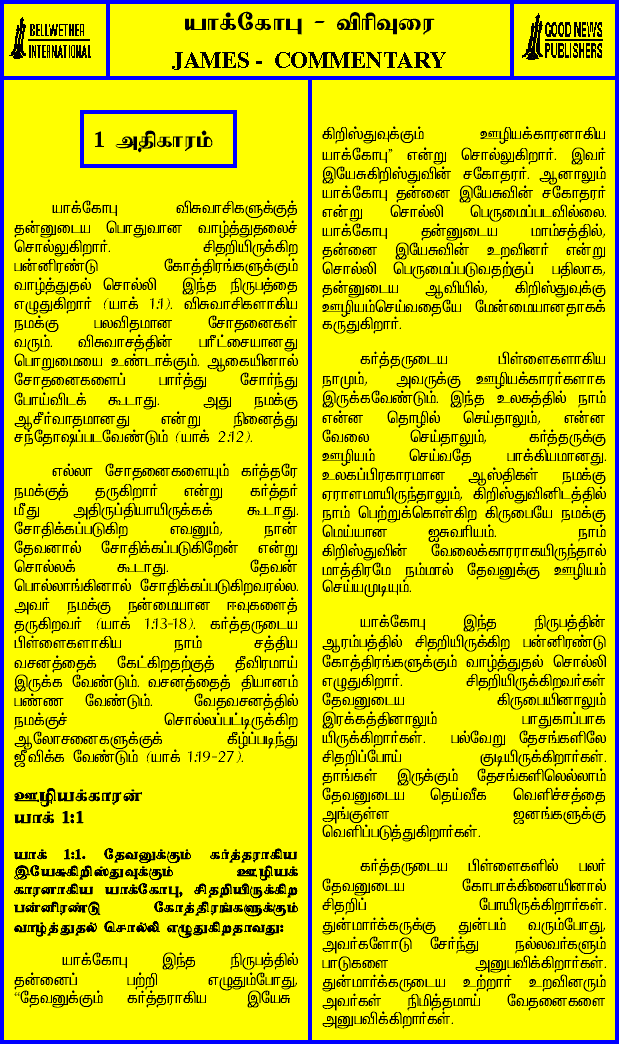 BELLWETHER
INTERNATIONAL
யாக்கோபு - விரிவுரை
JAMES - COMMENTARY
GOOD NEWS
PUBLISHERS
1 அதிகாரம்
யாக்கோபு விசுவாசிகளுக்குத்
தன்னுடைய பொதுவான வாழ்த்துதலைச்
சொல்லுகிறார். சிதறியிருக்கிற
பன்னிரண்டு கோத்திரங்களுக்கும்
வாழ்த்துதல் சொல்லி இந்த நிருபத்தை
எழுதுகிறார் (யாக் 1:1). விசுவாசிகளாகிய
நமக்கு பலவிதமான சோதனைகள்
வரும். விசுவாசத்தின் பரீட்சையானது
பொறுமையை உண்டாக்கும். ஆகையினால்
சோதனைகளைப் பார்த்து சோர்ந்து
போய்விடக் கூடாது. அது நமக்கு
ஆசீர்வாதமானது என்று நினைத்து
சந்தோஷப்படவேண்டும் (யாக் 2:12).
எல்லா சோதனைகளையும் கர்த்தரே
நமக்குத் தருகிறார் என்று கர்த்தர்
மீது அதிருப்தியாயிருக்கக் கூடாது.
சோதிக்கப்படுகிற எவனும், நான்
தேவனால் சோதிக்கப்படுகிறேன் என்று
சொல்லக் கூடாது. தேவன்
பொல்லாங்கினால் சோதிக்கப்படுகிறவரல்ல.
அவர் நமக்கு நன்மையான ஈவுகளைத்
தருகிறவர் (யாக் 1:13-18). கர்த்தருடைய
பிள்ளைகளாகிய நாம் சத்திய
வசனத்தைக் கேட்கிறதற்குத் தீவிரமாய்
இருக்க வேண்டும். வசனத்தைத் தியானம்
பண்ண வேண்டும். வேதவசனத்தில்
நமக்குச் சொல்லப்பட்டிருக்கிற
ஆலோசனைகளுக்குக் கீழ்ப்படிந்து
ஜீவிக்க வேண்டும் (யாக் 1:19-27).
ஊழியக்காரன்
யாக் 1:1
யாக் 1:1. தேவனுக்கும் கர்த்தராகிய
இயேசுகிறிஸ்துவுக்கும் ஊழியக்
காரனாகிய யாக்கோபு, சிதறியிருக்கிற
பன்னிரண்டு கோத்திரங்களுக்கும்
வாழ்த்துதல் சொல்லி எழுதுகிறதாவது:
யாக்கோபு இந்த நிருபத்தில்
தன்னைப் பற்றி எழுதும்போது,
"தேவனுக்கும் கர்த்தராகிய இயேசு
கிறிஸ்துவுக்கும் ஊழியக்காரனாகிய
யாக்கோபு" என்று சொல்லுகிறார். இவர்
இயேசுகிறிஸ்துவின் சகோதரர். ஆனாலும்
யாக்கோபு தன்னை இயேசுவின் சகோதரர்
என்று சொல்லி பெருமைப்படவில்லை.
யாக்கோபு தன்னுடைய மாம்சத்தில்,
தன்னை இயேசுவின் உறவினர் என்று
சொல்லி பெருமைப்படுவதற்குப் பதிலாக,
தன்னுடைய ஆவியில், கிறிஸ்துவுக்கு
ஊழியம்செய்வதையே மேன்மையானதாகக்
கருதுகிறார்.
கர்த்தருடைய பிள்ளைகளாகிய
நாமும், அவருக்கு ஊழியக்காரர்களாக
இருக்கவேண்டும். இந்த உலகத்தில் நாம்
என்ன தொழில் செய்தாலும், என்ன
வேலை செய்தாலும், கர்த்தருக்கு
ஊழியம் செய்வதே பாக்கியமானது.
உலகப்பிரகாரமான ஆஸ்திகள் நமக்கு
ஏராளமாயிருந்தாலும், கிறிஸ்துவினிடத்தில்
நாம் பெற்றுக்கொள்கிற கிருபையே நமக்கு
மெய்யான ஐசுவரியம். நாம்
கிறிஸ்துவின் வேலைக்காரராகயிருந்தால்
மாத்திரமே நம்மால் தேவனுக்கு ஊழியம்
செய்யமுடியும்.
யாக்கோபு இந்த நிருபத்தின்
ஆரம்பத்தில் சிதறியிருக்கிற பன்னிரண்டு
கோத்திரங்களுக்கும் வாழ்த்துதல் சொல்லி
எழுதுகிறார். சிதறியிருக்கிறவர்கள்
தேவனுடைய கிருபையினாலும்
இரக்கத்தினாலும் பாதுகாப்பாக
யிருக்கிறார்கள். பல்வேறு தேசங்களிலே
சிதறிப்போய் குடியிருக்கிறார்கள்.
தாங்கள் இருக்கும் தேசங்களிலெல்லாம்
தேவனுடைய தெய்வீக வெளிச்சத்தை
அங்குள்ள ஜனங்களுக்கு
வெளிப்படுத்துகிறார்கள்.
கர்த்தருடைய பிள்ளைகளில் பலர்
தேவனுடைய கோபாக்கினையினால்
சிதறிப் போயிருக்கிறார்கள்.
துன்மார்க்கருக்கு துன்பம் வரும்போது,
அவர்களோடு சேர்ந்து நல்லவர்களும்
பாடுகளை அனுபவிக்கிறார்கள்.
துன்மார்க்கருடைய உற்றார் உறவினரும்
அவர்கள் நிமித்தமாய் வேதனைகளை
அனுபவிக்கிறார்கள்.